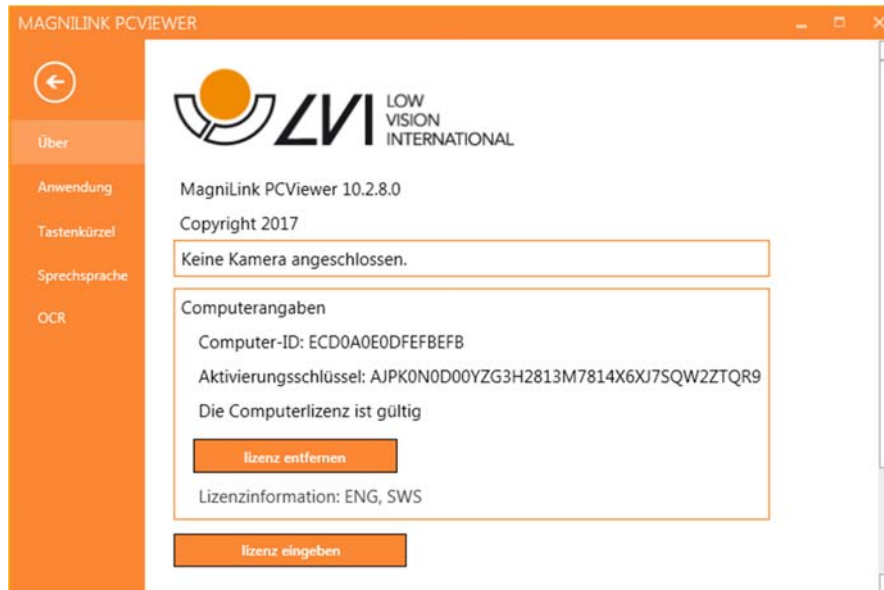 MAGNILINK PCVIEWER
Über
Anwendung
Tastenkürzel
Sprechsprache
OCR
LVI
LOW
VISION
INTERNATIONAL
MagniLink PCViewer 10.2.8.0
Copyright 2017
Keine Kamera angeschlossen.
Computerangaben
Computer-ID: ECD0A0E0DFEFBEFB
Aktivierungsschlüssel: AJPK0N0D00YZG3H2813M7814X6XJ7SQW2ZTQR9
Die Computerlizenz ist gültig
lizenz entfernen
Lizenzinformation: ENG, SWS
lizenz eingeben